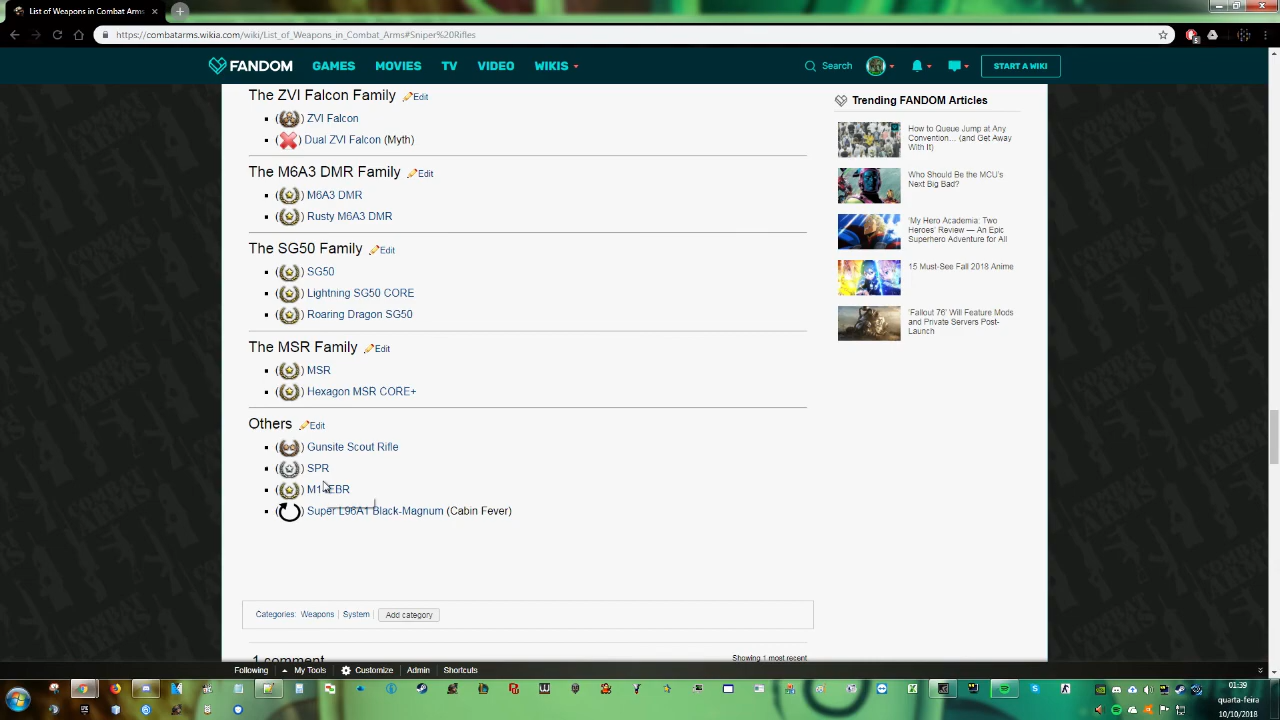 List of Weapons in Combat Arms
https://combatarms.wikia.com/wiki/List_of_Weapons_in_Combat_Arms#Sniper%20Rifles
FANDOM GAMES MOVIES TV VIDEO WIKIS Search START A WIKI
The ZVI Falcon Family Edit
( ) ZVI Falcon
( ) Dual ZVI Falcon (Myth)
The M6A3 DMR Family Edit
( ) M6A3 DMR
( ) Rusty M6A3 DMR
The SG50 Family Edit
( ) SG50
( ) Lightning SG50 CORE
( ) Roaring Dragon SG50
The MSR Family Edit
( ) MSR
( ) Hexagon MSR CORE+
Others Edit
( ) Gunsite Scout Rifle
( ) SPR
( ) EBR
( ) Super L96A1 Black-Magnum (Cabin Fever)
Categories: Weapons System Add category
1 comment
Showing 1 most recent
Trending FANDOM Articles
How to Queue Jump at Any
Convention… (and Get Away
With It)
Who Should Be the MCU's
Next Big Bad?
'My Hero Academia: Two
Heroes' Review — An Epic
Superhero Adventure for All
15 Must-See Fall 2018 Anime
'Fallout 76' Will Feature Mods
and Private Servers Post-
Launch
Following My Tools Customize Admin Shortcuts
01:39
quarta-feira
10/10/2018